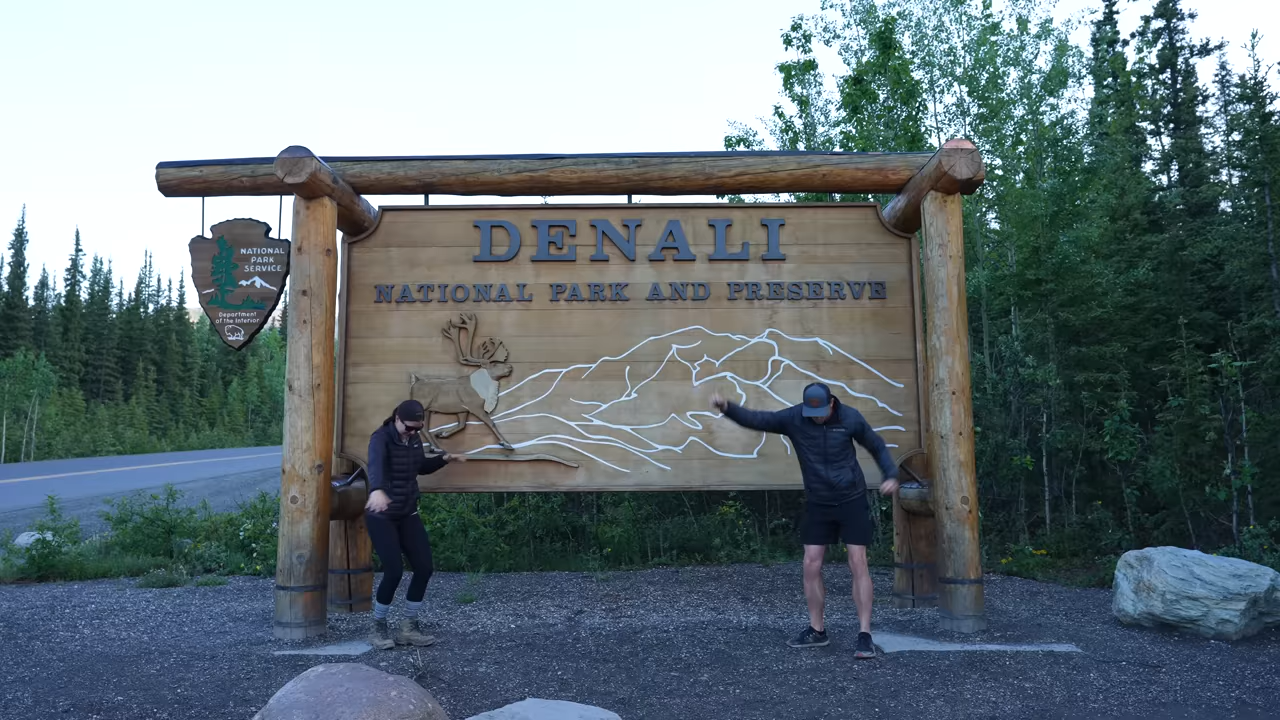 DENALI
NATIONAL PARK AND PRESERVE
NATIONAL
PARK
SERVICE
Department
of the Interior